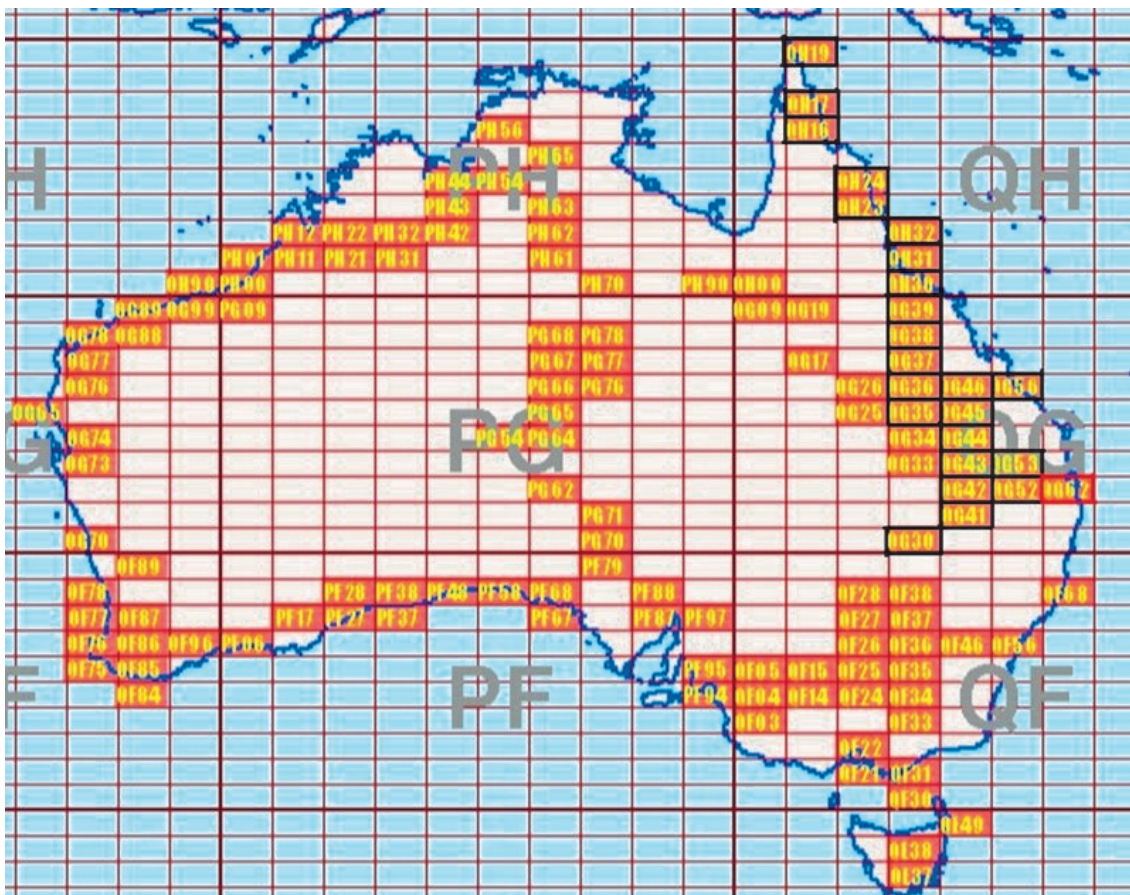 QH19
QH17
PH56 QH16
PH65
H PH QH
PH44 PH54 QH24
PH43 PH63 QH23
PH12 PH22 PH32 PH42 PH62 QH32
PH01 PH11 PH21 PH31 PH61 QH31
OH90 PH00 PH70 PH90 QH00 QH30
OG89 OG99 PG09 QG09 QG19 QG39
OG78 OG88 PG68 PG78 QG38
OG77 PG67 PG77 QG17 QG37
OG76 PG66 PG76 QG26 QG36 QG46 QG56
OG65 PG65 QG25 QG35 QG45
G PG QG
OG74 PG54 PG64 QG34 QG44
OG73 QG33 QG43 QG53
PG62 QG42 QG52 QG62
PG71 QG41
OG70 PG70 QG30
OF89 PF79
OF78 PF28 PF38 PF48 PF58 PF68 PF88 QF28 QF38 QF68
OF77 OF87 PF17 PF27 PF37 PF67 PF87 PF97 QF27 QF37
OF76 OF86 OF96 PF06 QF26 QF36 QF46 QF56
OF75 OF85 PF95 QF05 QF15 QF25 QF35
F PF QF
OF84 PF94 QF04 QF14 QF24 QF34
QF03 QF33
QF22
QF21 QF31
QF30
QE49
QE38
QE37